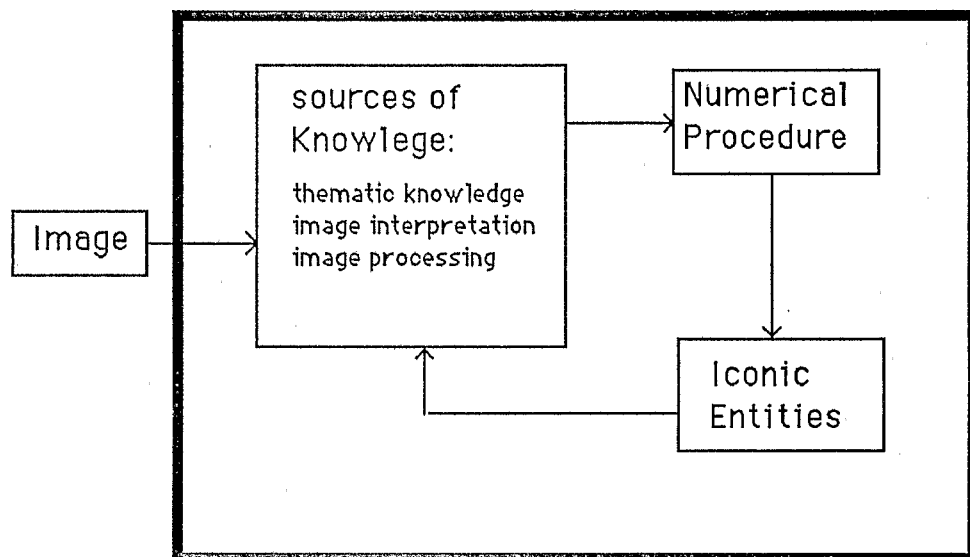 Image
sources of
Knowlege:
thematic knowledge
image interpretation
image processing
Numerical
Procedure
Iconic
Entities